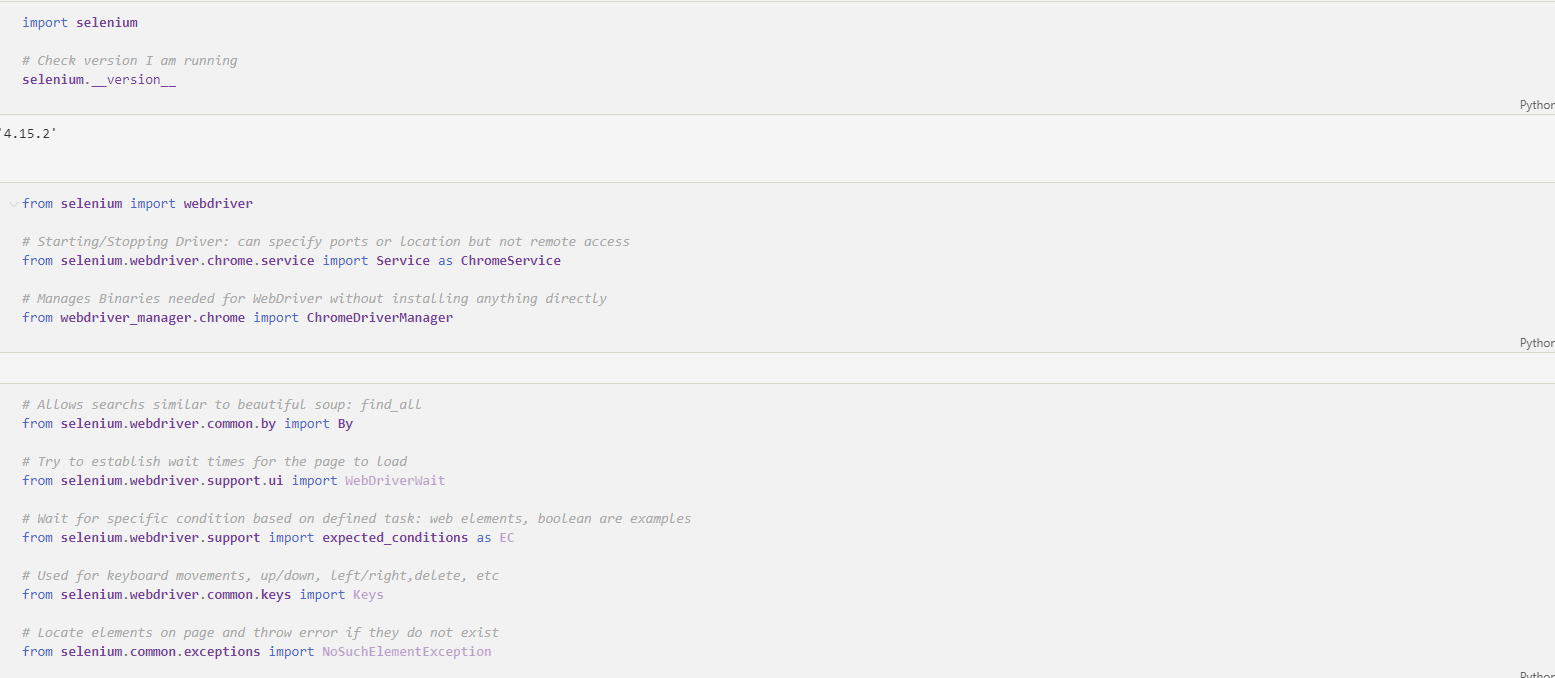 import selenium
# Check version I am running
selenium.__version__
Python
'4.15.2'
from selenium import webdriver
# Starting/Stopping Driver: can specify ports or location but not remote access
from selenium.webdriver.chrome.service import Service as ChromeService
# Manages Binaries needed for WebDriver without installing anything directly
from webdriver_manager.chrome import ChromeDriverManager
Python
# Allows searchs similar to beautiful soup: find_all
from selenium.webdriver.common.by import By
# Try to establish wait times for the page to load
from selenium.webdriver.support.ui import WebDriverWait
# Wait for specific condition based on defined task: web elements, boolean are examples
from selenium.webdriver.support import expected_conditions as EC
# Used for keyboard movements, up/down, left/right,delete, etc
from selenium.webdriver.common.keys import Keys
# Locate elements on page and throw error if they do not exist
from selenium.common.exceptions import NoSuchElementException
Python